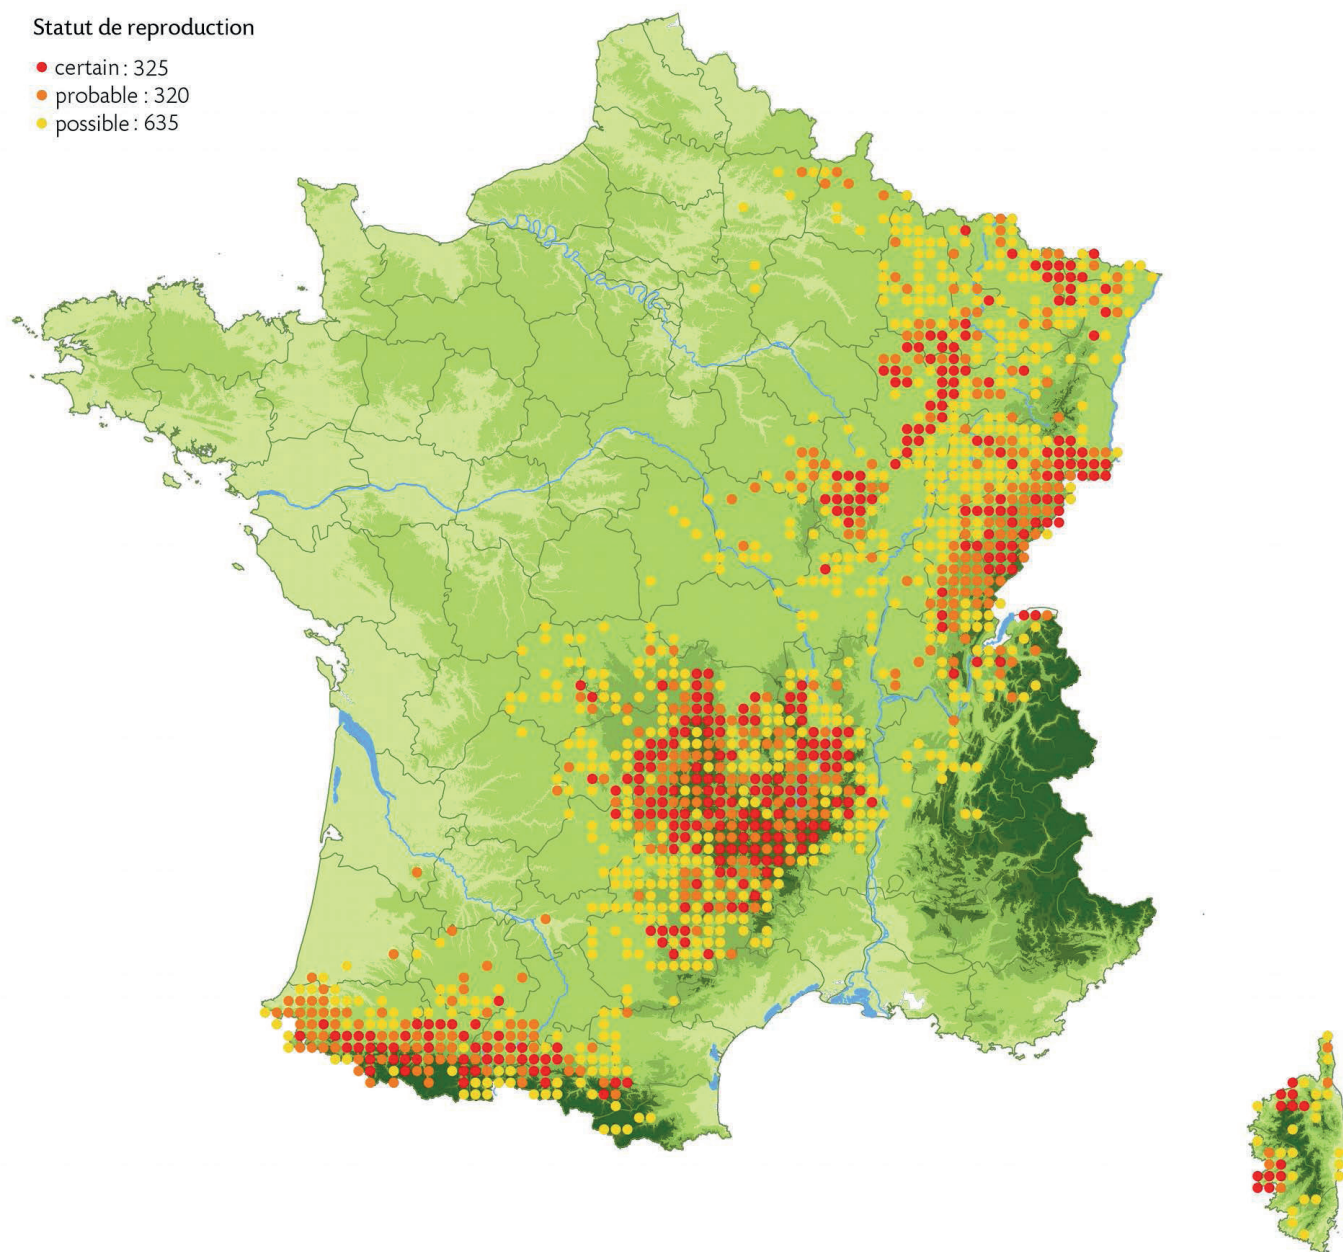 Statut de reproduction
certain : 325
probable : 320
possible : 635